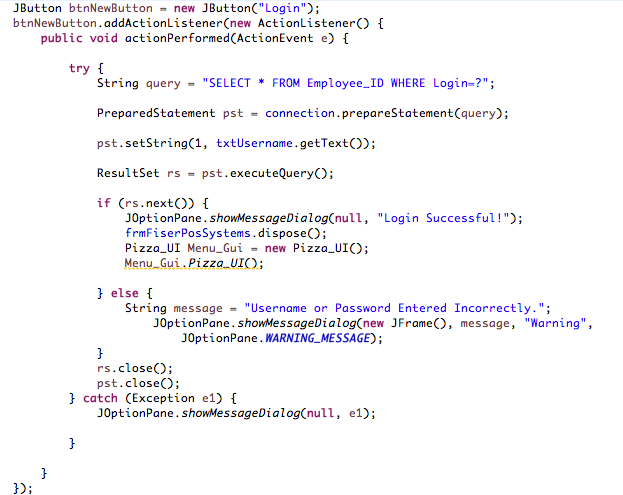 JButton btnNewButton = new JButton("Login");
btnNewButton.addActionListener(new ActionListener() {
    public void actionPerformed(ActionEvent e) {

        try {
            String query = "SELECT * FROM Employee_ID WHERE Login=?";

            PreparedStatement pst = connection.prepareStatement(query);

            pst.setString(1, txtUsername.getText());

            ResultSet rs = pst.executeQuery();

            if (rs.next()) {
                JOptionPane.showMessageDialog(null, "Login Successful!");
                frmFiserPosSystems.dispose();
                Pizza_UI Menu_Gui = new Pizza_UI();
                Menu_Gui.Pizza_UI();

            } else {
                String message = "Username or Password Entered Incorrectly.";
                    JOptionPane.showMessageDialog(new JFrame(), message, "Warning",
                        JOptionPane.WARNING_MESSAGE);
            }
            rs.close();
            pst.close();
        } catch (Exception e1) {
            JOptionPane.showMessageDialog(null, e1);

        }

    }
});